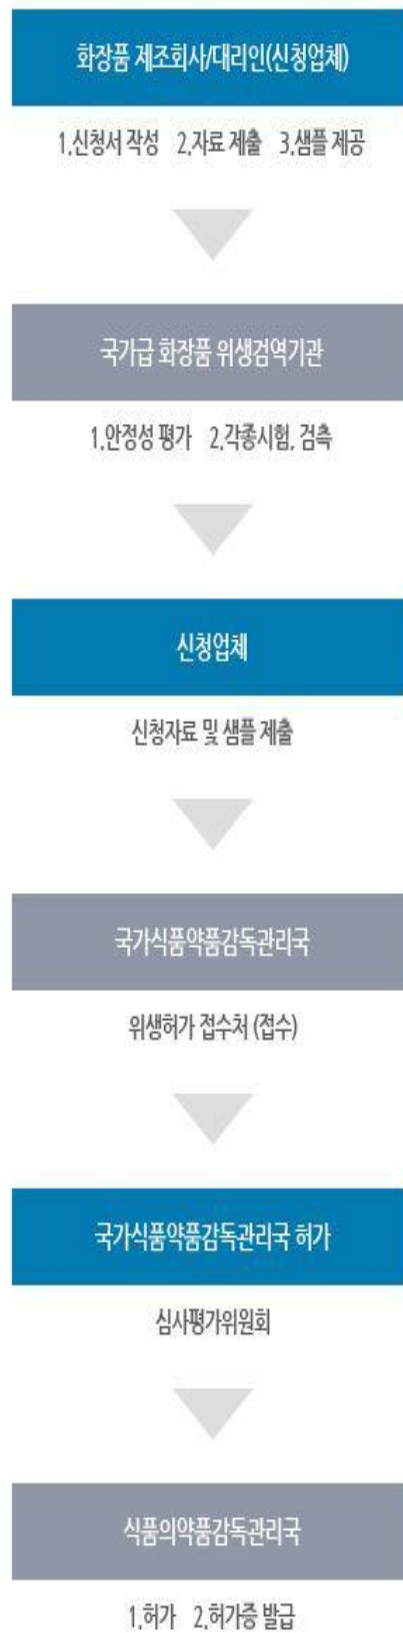 화장품 제조회사/대리인(신청업체)
1.신청서 작성 2.자료 제출 3.샘플 제공
국가급 화장품 위생검역기관
1.안정성 평가 2.각종시험, 검측
신청업체
신청자료 및 샘플 제출
국가식품약품감독관리국
위생허가 접수처 (접수)
국가식품약품감독관리국 허가
심사평가위원회
식품의약품감독관리국
1.허가 2.허가증 발급